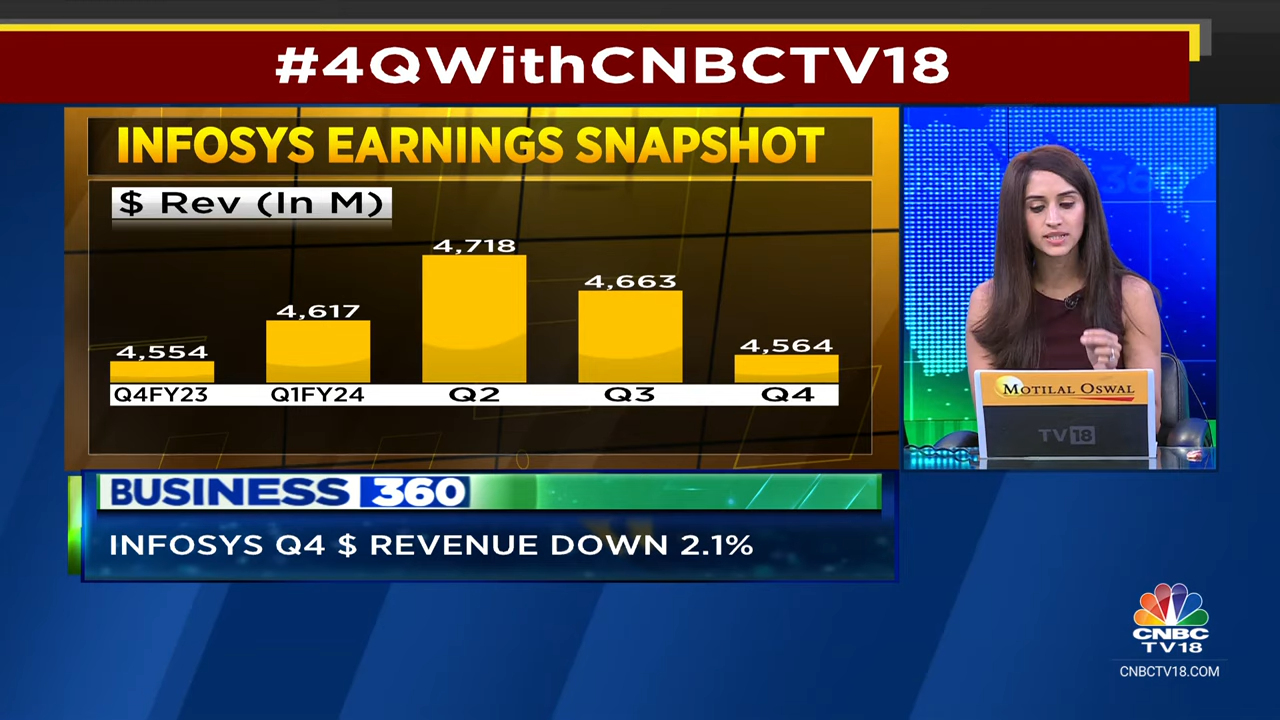 #4QWithCNBCTV18
INFOSYS EARNINGS SNAPSHOT
$ Rev (In M)
4,554
4,617
4,718
4,663
4,564
Q4FY23
Q1FY24
Q2
Q3
Q4
360
MOTILAL OSWAL
TV18
BUSINESS 360
INFOSYS Q4 $ REVENUE DOWN 2.1%
CNBC
TV18
CNBCTV18.COM